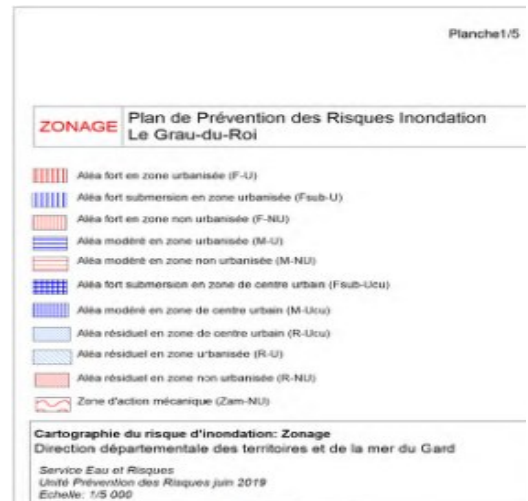 Planche1/5
ZONAGE
Plan de Prévention des Risques Inondation
Le Grau-du-Roi
Aléa fort en zone urbanisée (F-U)
Aléa fort submersion en zone urbanisée (Fsub-U)
Aléa fort en zone non urbanisée (F-NU)
Aléa modéré en zone urbanisée (M-U)
Aléa modéré en zone non urbanisée (M-NU)
Aléa fort submersion en zone de centre urbain (Fsub-Ucu)
Aléa modéré en zone de centre urbain (M-Ucu)
Aléa résiduel en zone de centre urbain (R-Ucu)
Aléa résiduel en zone urbanisée (R-U)
Aléa résiduel en zone non urbanisée (R-NU)
Zone d'action mécanique (Zam-NU)
Cartographie du risque d'inondation: Zonage
Direction départementale des territoires et de la mer du Gard
Service Eau et Risques
Unité Prévention des Risques juin 2019
Echelle: 1/5 000